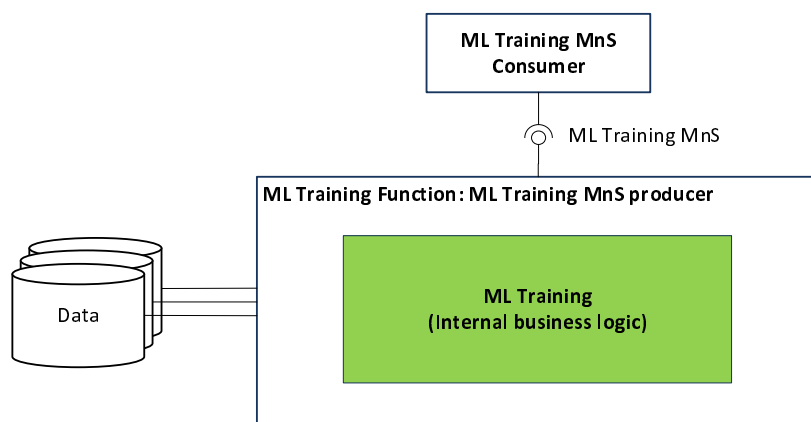 ML Training MnS
Consumer
ML Training MnS
ML Training Function: ML Training MnS producer
Data
ML Training
(Internal business logic)